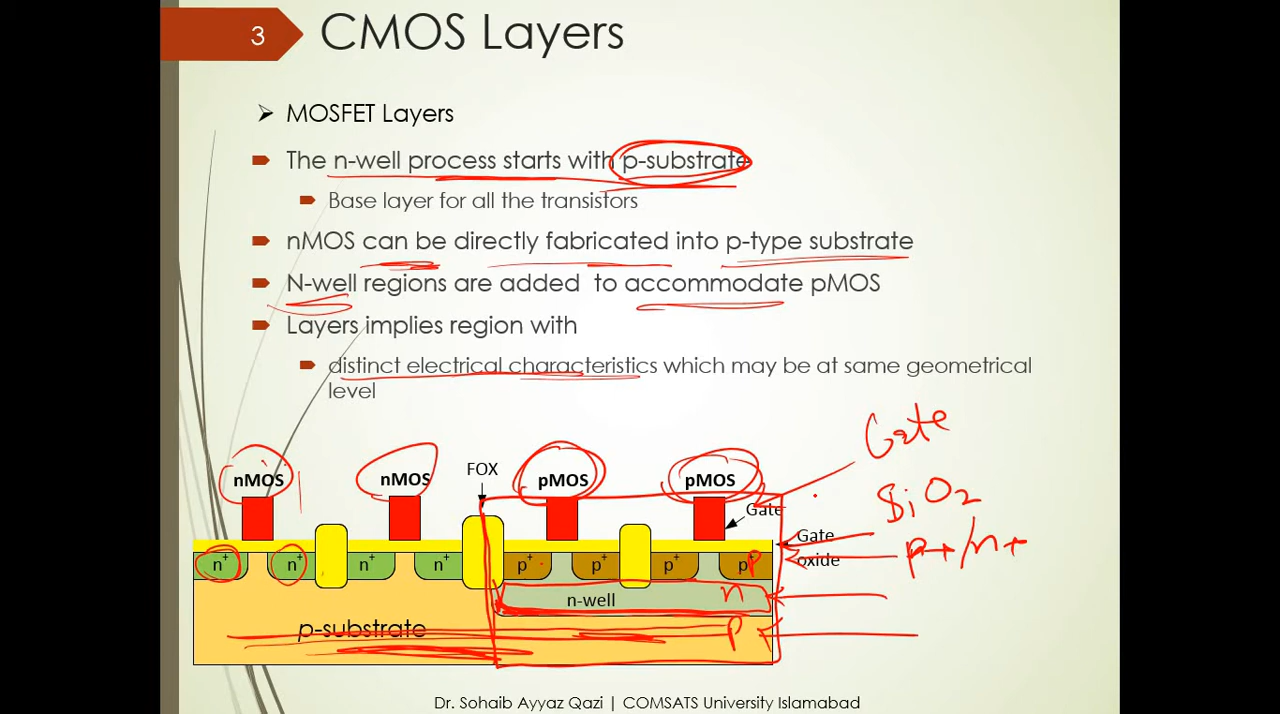 3
CMOS Layers
MOSFET Layers
The n-well process starts with p-substrate
Base layer for all the transistors
nMOS can be directly fabricated into p-type substrate
N-well regions are added to accommodate pMOS
Layers implies region with
distinct electrical characteristics which may be at same geometrical
level
Gate
nMOS nMOS FOX pMOS pMOS
SiO2
Gate
Gate
oxide
p+/n+
n+ n+ n+ n+ p+ p+ p+ p+ p
n-well n
p-substrate p
Dr. Sohaib Ayyaz Qazi | COMSATS University Islamabad